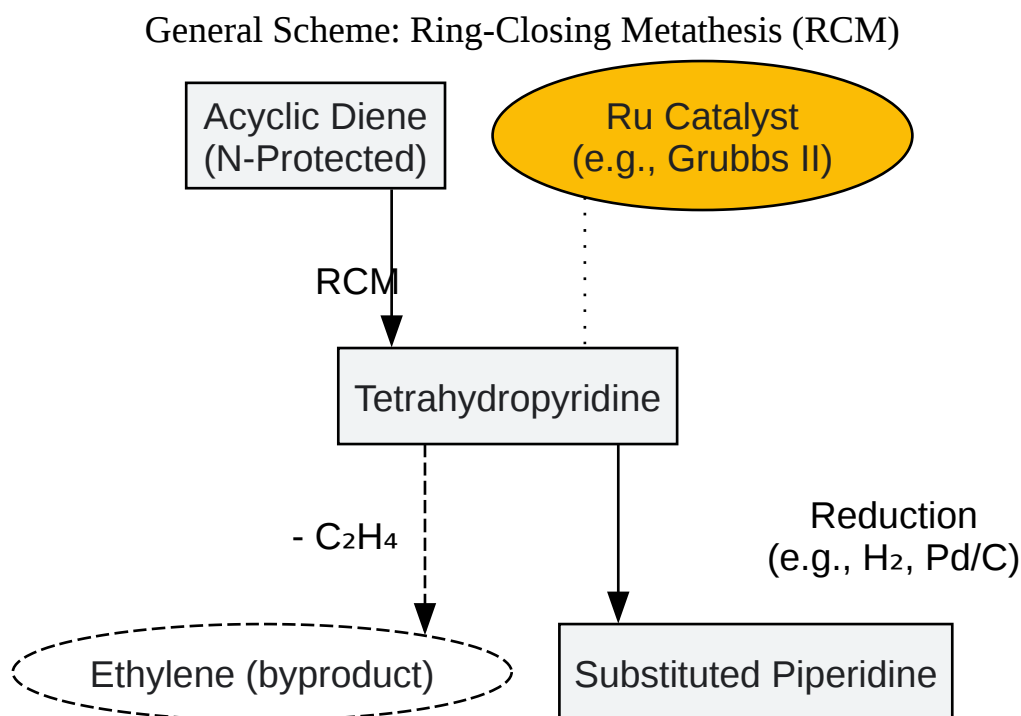 General Scheme: Ring-Closing Metathesis (RCM)
Acyclic Diene
(N-Protected)
Ru Catalyst
(e.g., Grubbs II)
RCM
Tetrahydropyridine
- C₂H₄
Reduction
(e.g., H₂, Pd/C)
Ethylene (byproduct)
Substituted Piperidine